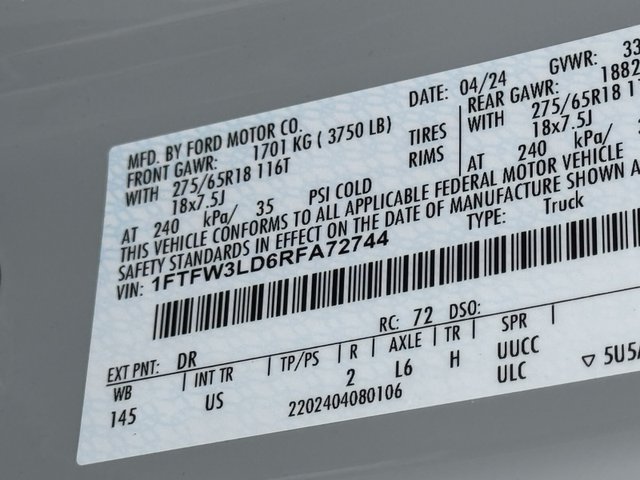 MFD. BY FORD MOTOR CO. DATE: 04/24 GVWR: 33
FRONT GAWR: 1701 KG ( 3750 LB) REAR GAWR: 1882
WITH 275/65R18 116T TIRES WITH 275/65R18 116T
18x7.5J RIMS 18x7.5J
AT 240 kPa/ 35 PSI COLD AT 240 kPa/
THIS VEHICLE CONFORMS TO ALL APPLICABLE FEDERAL MOTOR VEHICLE
SAFETY STANDARDS IN EFFECT ON THE DATE OF MANUFACTURE SHOWN A
VIN: 1FTFW3LD6RFA72744 TYPE: Truck
RC: 72 DSO:
EXT PNT: DR
WB INT TR TP/PS R AXLE TR SPR
145 US 2 L6 H UUCC
2202404080106 ULC ▽ 5U5